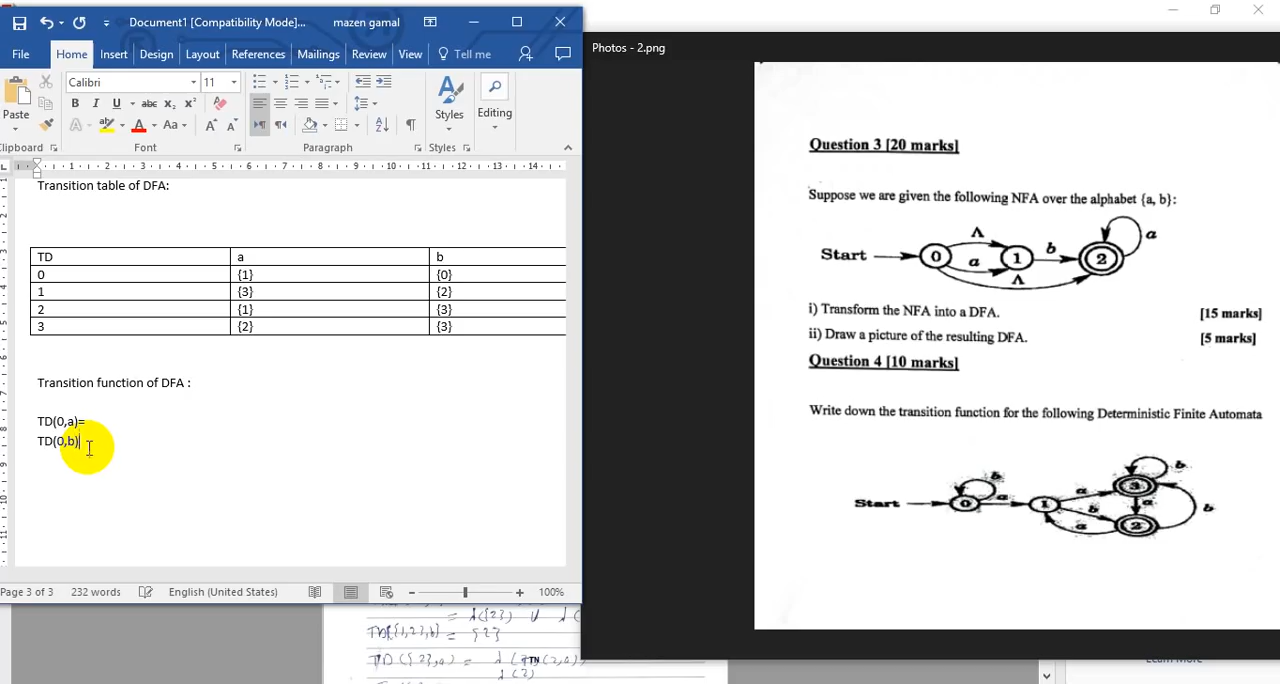 Document1 [Compatibility Mode]...
mazen gamal
File
Home
Insert
Design
Layout
References
Mailings
Review
View
Tell me
Paste
Calibri
11
Styles
Editing
Clipboard
Font
Paragraph
Styles
Transition table of DFA:
TD a b
0 {1} {0}
1 {3} {2}
2 {1} {3}
3 {2} {3}
Transition function of DFA :
TD(0,a)=
TD(0,b)
Page 3 of 3
232 words
English (United States)
100%
Photos - 2.png
Question 3 [20 marks]
Suppose we are given the following NFA over the alphabet {a, b}:
Start 0 Λ a 1 b 2 a
Λ
i) Transform the NFA into a DFA. [15 marks]
ii) Draw a picture of the resulting DFA. [5 marks]
Question 4 [10 marks]
Write down the transition function for the following Deterministic Finite Automata
b
b
a
a
3
a
Start
0
1
b
a
2
b
TD({1,2},b) = {2}
TD({2},a) =